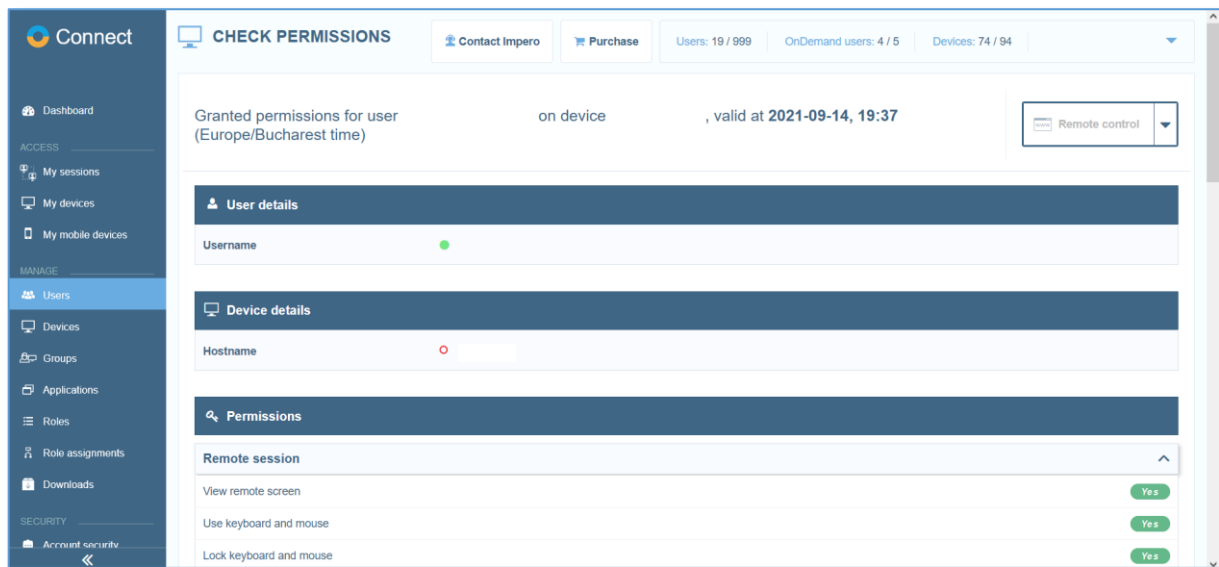 Connect
Dashboard
ACCESS
My sessions
My devices
My mobile devices
MANAGE
Users
Devices
Groups
Applications
Roles
Role assignments
Downloads
SECURITY
Account security
CHECK PERMISSIONS
Contact Impero
Purchase
Users: 19 / 999
OnDemand users: 4 / 5
Devices: 74 / 94
Granted permissions for user on device , valid at 2021-09-14, 19:37
(Europe/Bucharest time)
www Remote control
User details
Username
Device details
Hostname
Permissions
Remote session
View remote screen Yes
Use keyboard and mouse Yes
Lock keyboard and mouse Yes